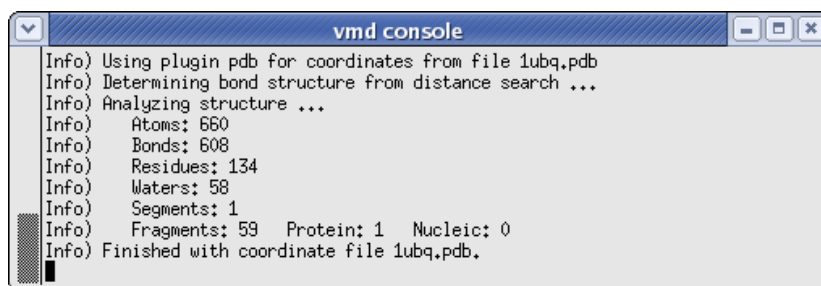 vmd console
Info) Using plugin pdb for coordinates from file 1ubq.pdb
Info) Determining bond structure from distance search ...
Info) Analyzing structure ...
Info)    Atoms: 660
Info)    Bonds: 608
Info)    Residues: 134
Info)    Waters: 58
Info)    Segments: 1
Info)    Fragments: 59   Protein: 1   Nucleic: 0
Info) Finished with coordinate file 1ubq.pdb.